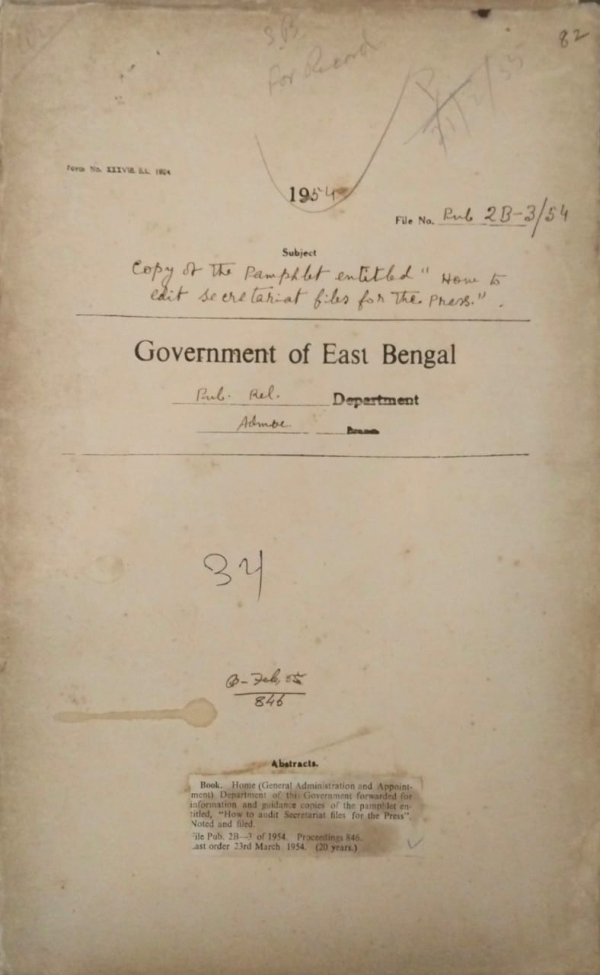 82
For Record
Form No. XXXVIII, B.L. 1924
1954
File No. Pub 2B-3/54
Subject
Copy of the Pamphlet entitled "How to
edit secretariat files for the Press".
Government of East Bengal
Pub. Rel. Department
Admve. Branch
34
B- Feb, 55
846
Abstracts.
Book. Home (General Administration and Appoint-
ment) Department of this Government forwarded for
information and guidance copies of the pamphlet en-
titled, "How to audit Secretariat files for the Press".
Noted and filed.
File Pub. 2B—3 of 1954. Proceedings 846.
Last order 23rd March 1954. (20 years.)